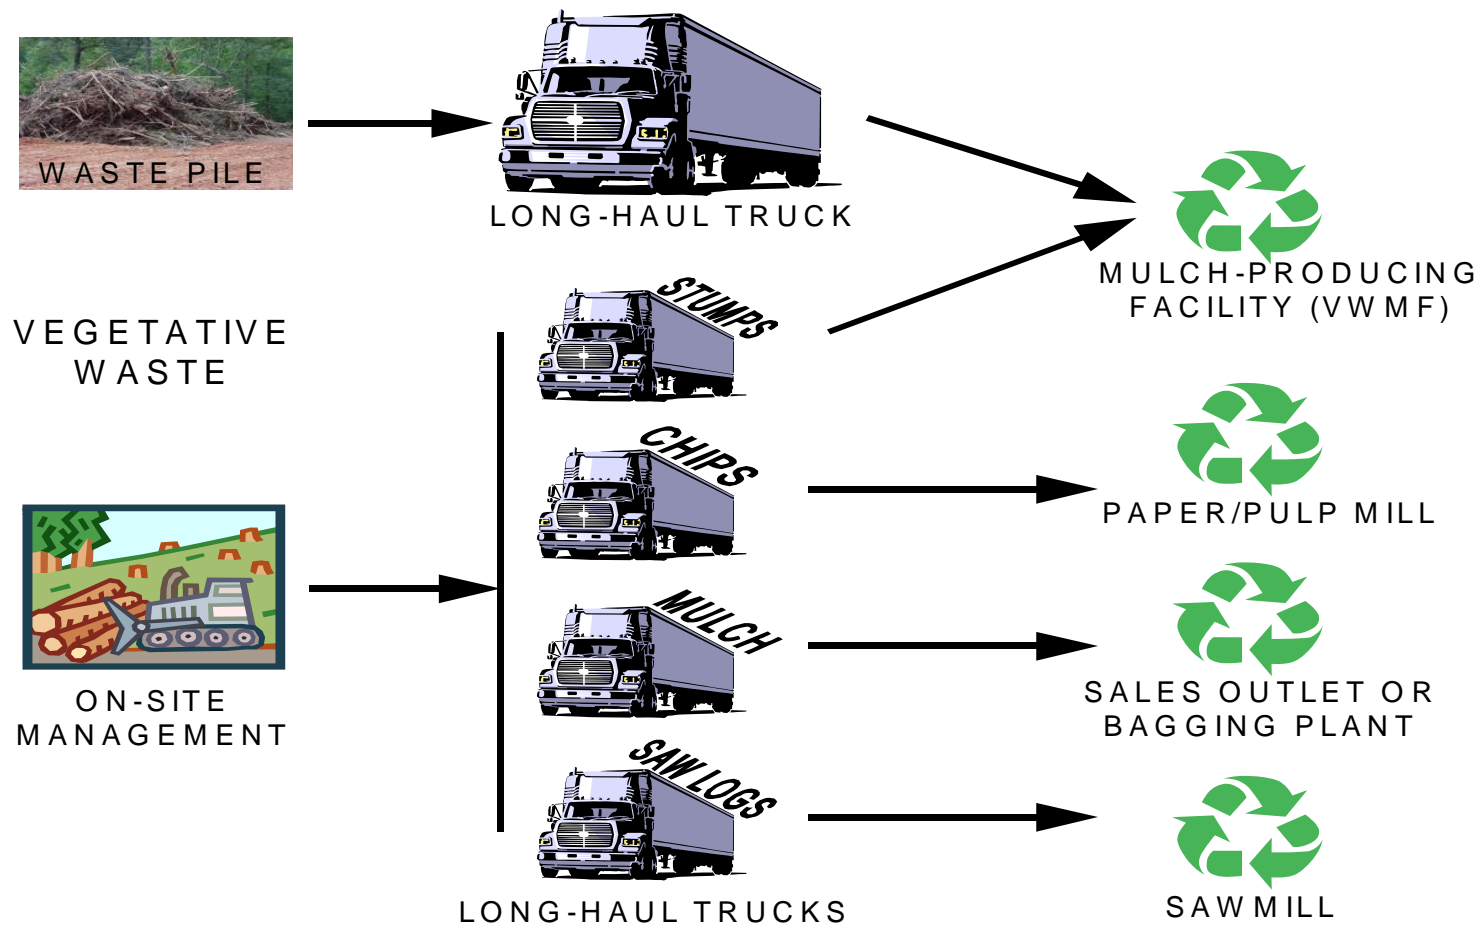 WASTE PILE
LONG-HAUL TRUCK
MULCH-PRODUCING
FACILITY (VWMF)
VEGETATIVE
WASTE
STUMPS
CHIPS
PAPER/PULP MILL
MULCH
SALES OUTLET OR
BAGGING PLANT
ON-SITE
MANAGEMENT
SAW LOGS
SAWMILL
LONG-HAUL TRUCKS